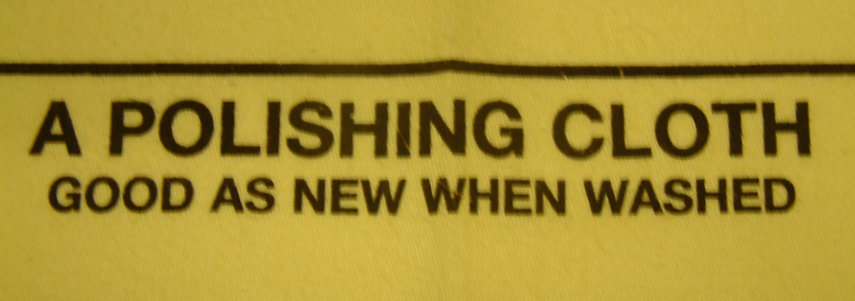 A POLISHING CLOTH
GOOD AS NEW WHEN WASHED